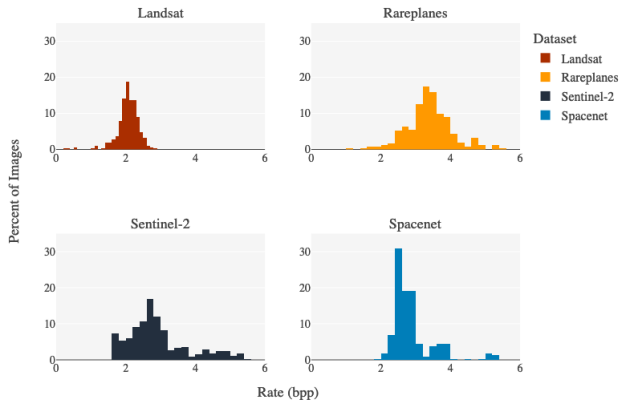 Landsat
Rareplanes
30
20
10
0
0
2
4
6
30
20
10
0
0
2
4
6
Dataset
Landsat
Rareplanes
Sentinel-2
Spacenet
Percent of Images
Sentinel-2
Spacenet
30
20
10
0
0
2
4
6
30
20
10
0
0
2
4
6
Rate (bpp)